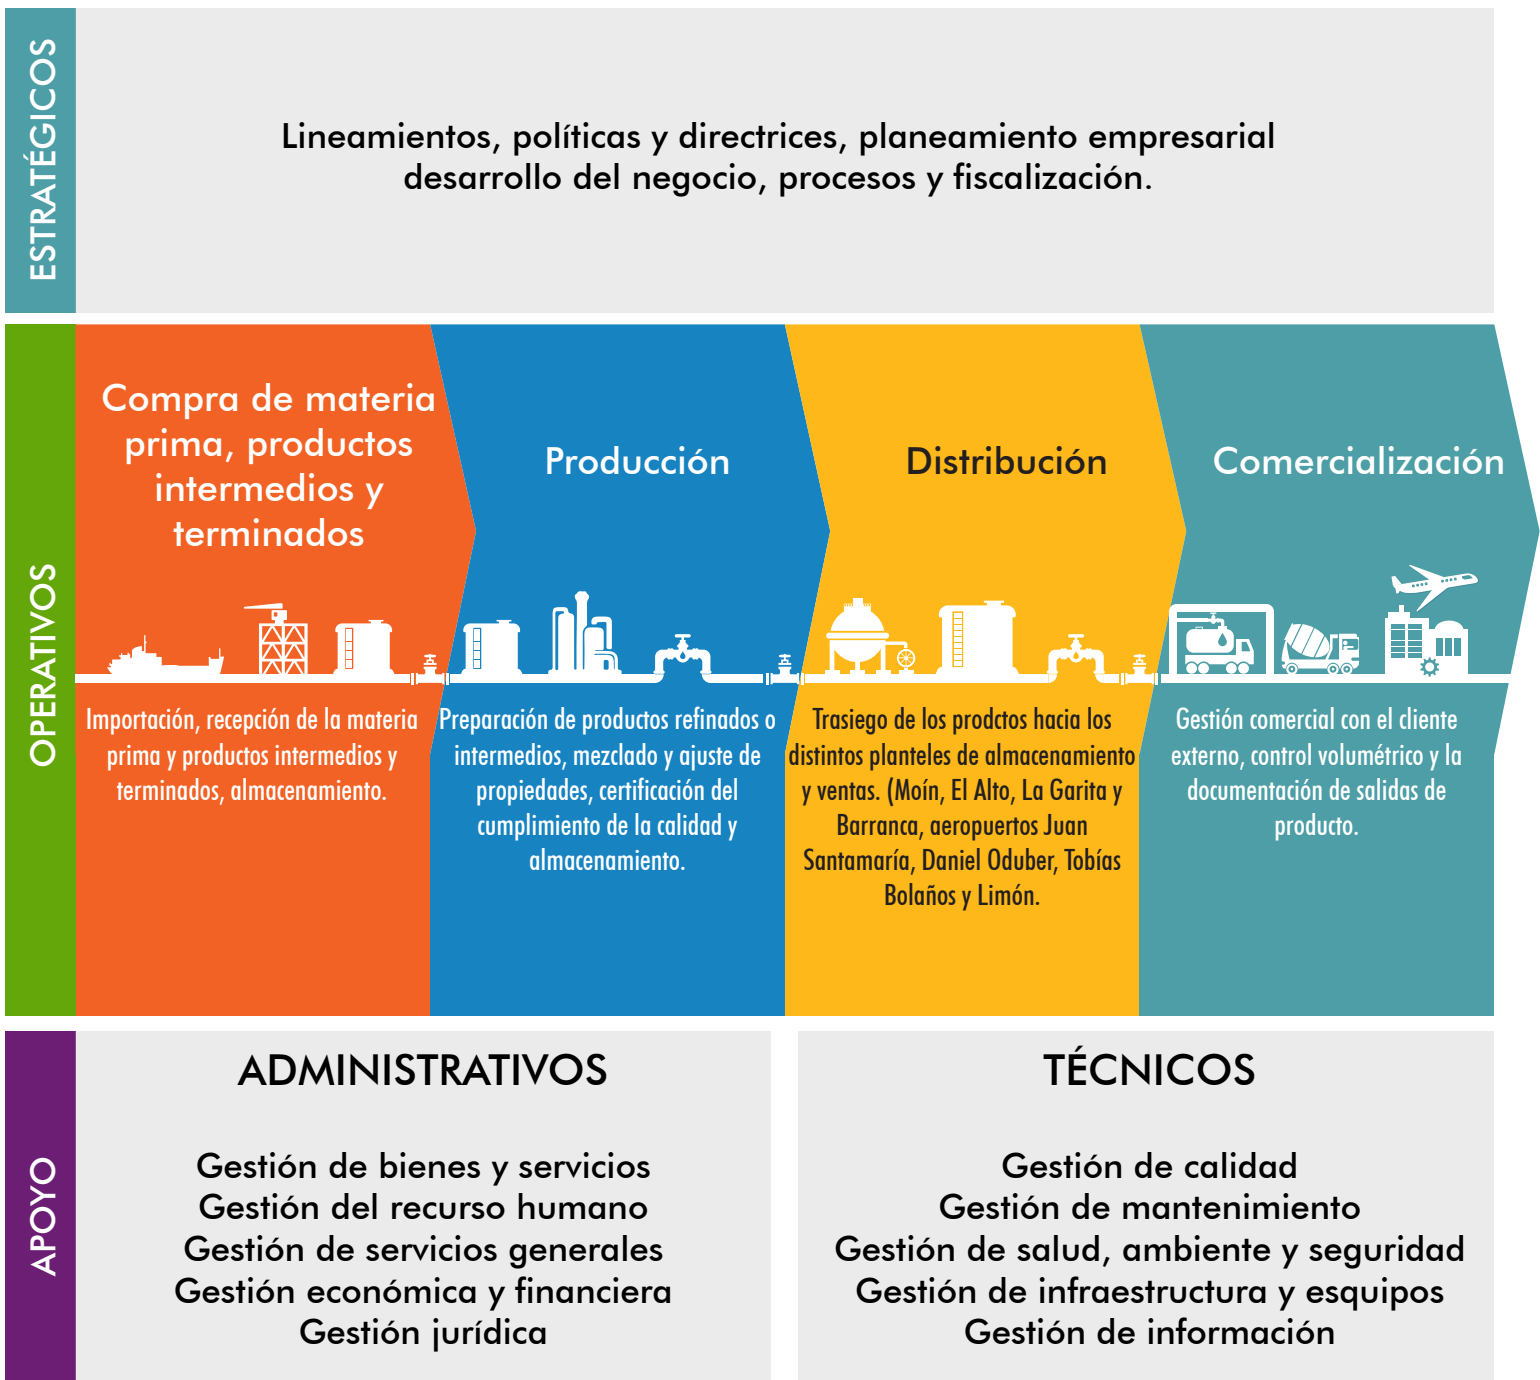 ESTRATÉGICOS
Lineamientos, políticas y directrices, planeamiento empresarial
desarrollo del negocio, procesos y fiscalización.
OPERATIVOS
Compra de materia
prima, productos
intermedios y
terminados
Importación, recepción de la materia
prima y productos intermedios y
terminados, almacenamiento.
Producción
Preparación de productos refinados o
intermedios, mezclado y ajuste de
propiedades, certificación del
cumplimiento de la calidad y
almacenamiento.
Distribución
Trasiego de los prodctos hacia los
distintos planteles de almacenamiento
y ventas. (Moín, El Alto, La Garita y
Barranca, aeropuertos Juan
Santamaría, Daniel Oduber, Tobías
Bolaños y Limón.
Comercialización
Gestión comercial con el cliente
externo, control volumétrico y la
documentación de salidas de
producto.
APOYO
ADMINISTRATIVOS
Gestión de bienes y servicios
Gestión del recurso humano
Gestión de servicios generales
Gestión económica y financiera
Gestión jurídica
TÉCNICOS
Gestión de calidad
Gestión de mantenimiento
Gestión de salud, ambiente y seguridad
Gestión de infraestructura y esquipos
Gestión de información